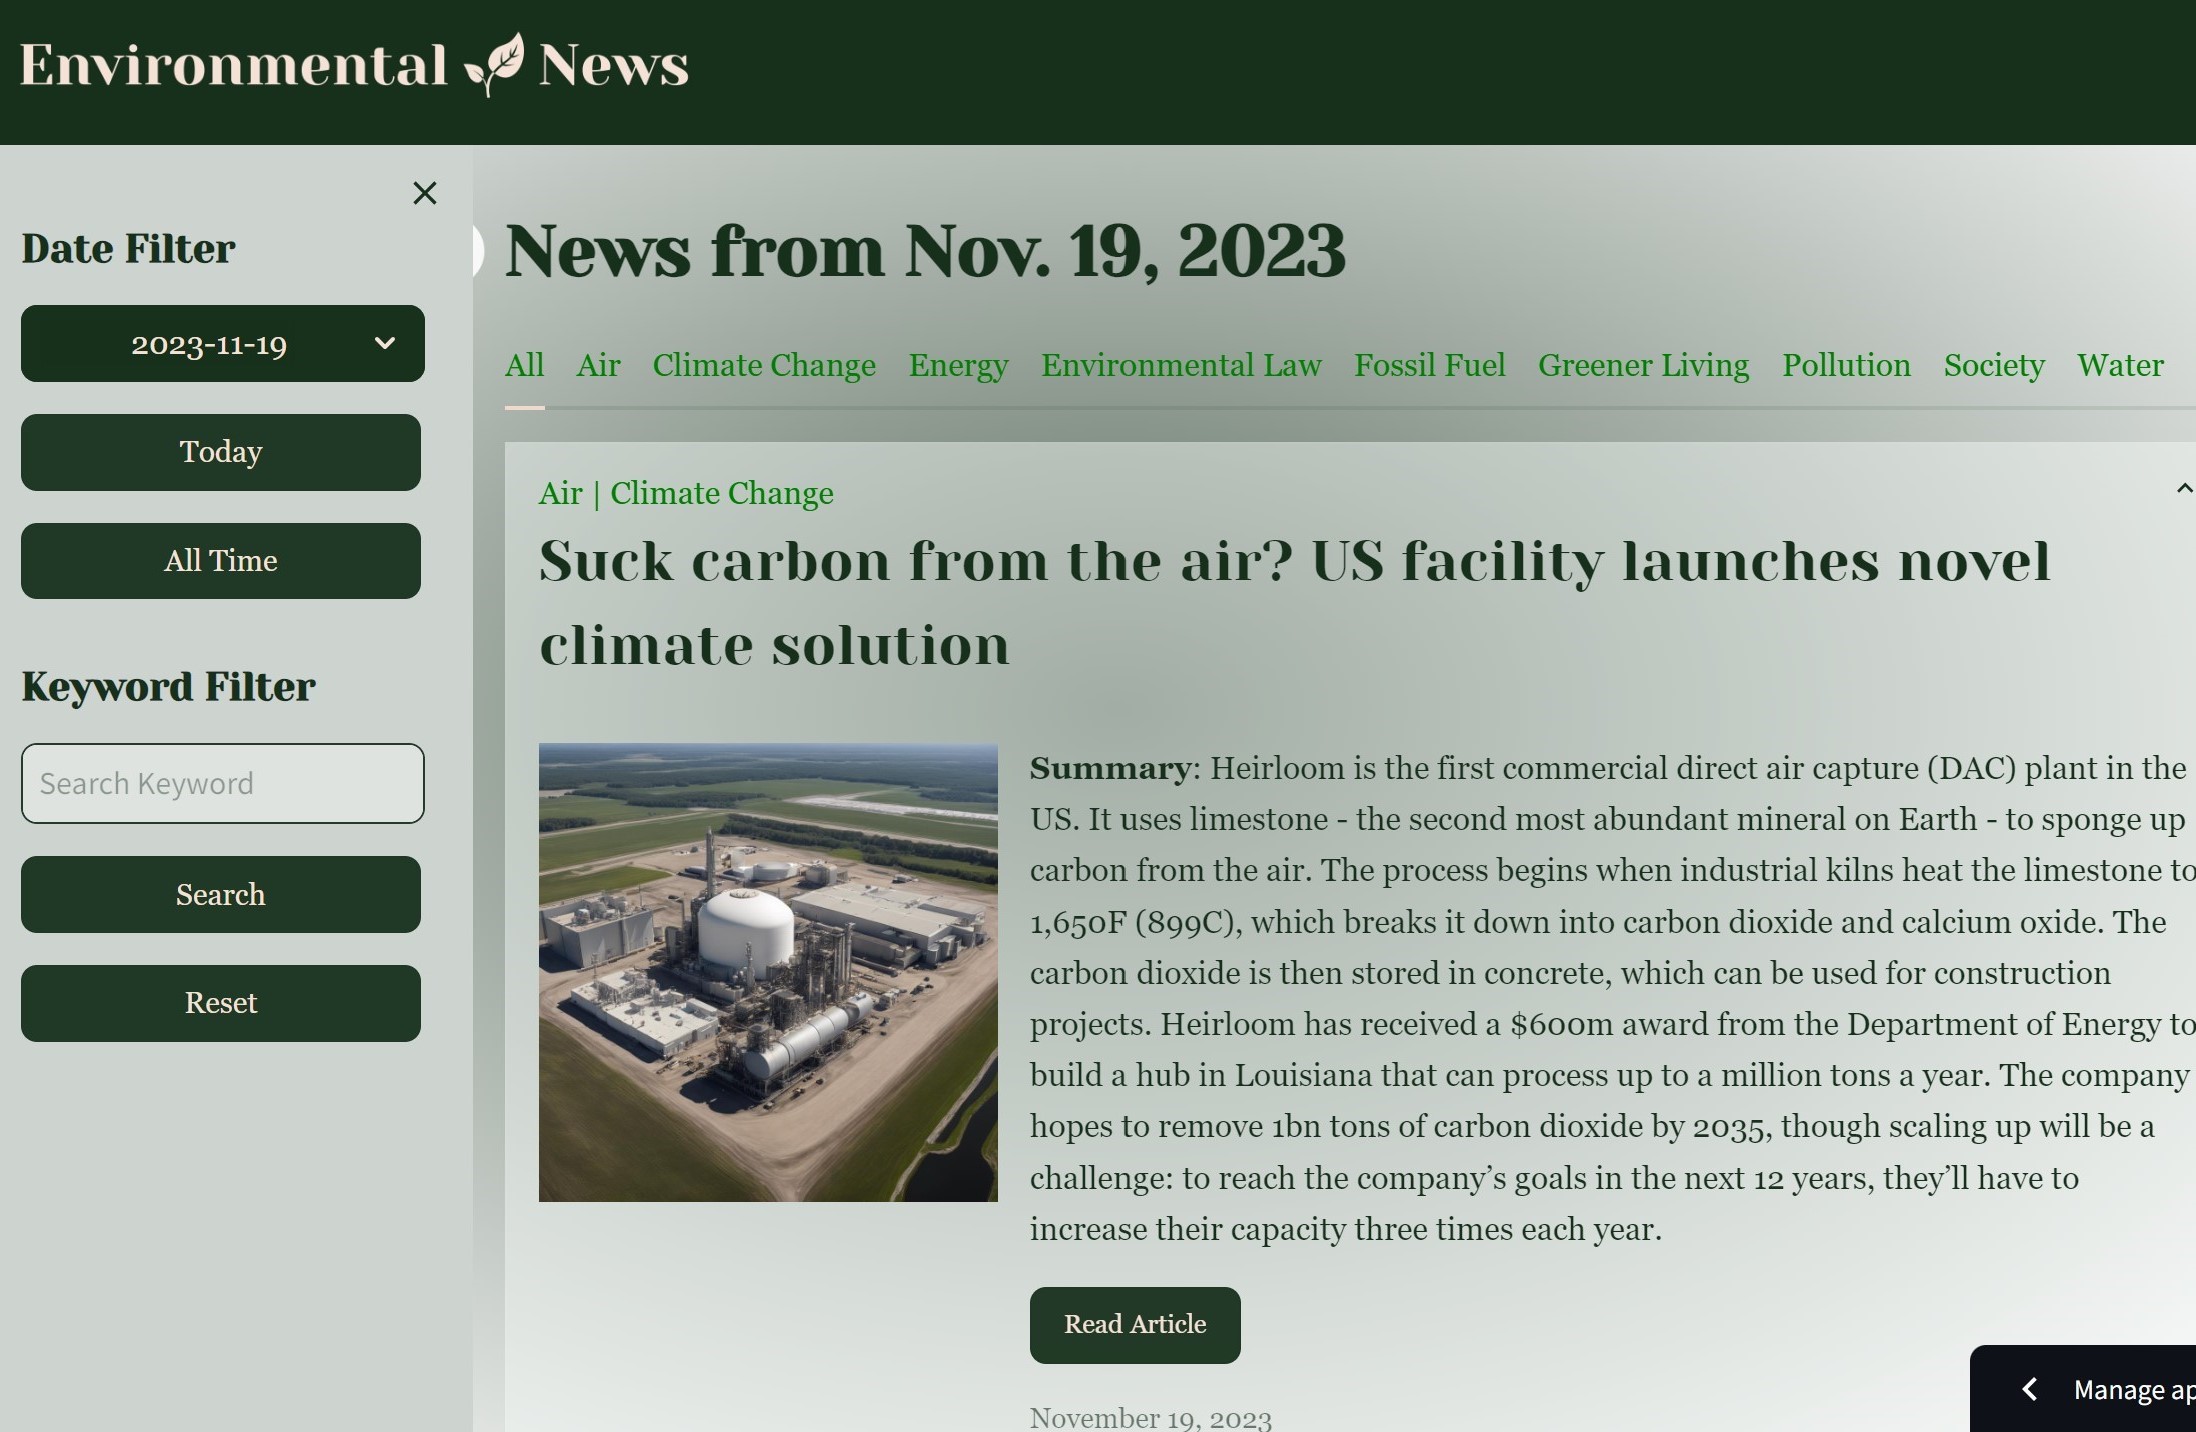 Environmental News
Date Filter
2023-11-19
Today
All Time
Keyword Filter
Search Keyword
Search
Reset
News from Nov. 19, 2023
All Air Climate Change Energy Environmental Law Fossil Fuel Greener Living Pollution Society Water
Air | Climate Change
Suck carbon from the air? US facility launches novel
climate solution
Summary: Heirloom is the first commercial direct air capture (DAC) plant in the
US. It uses limestone - the second most abundant mineral on Earth - to sponge up
carbon from the air. The process begins when industrial kilns heat the limestone to
1,650F (899C), which breaks it down into carbon dioxide and calcium oxide. The
carbon dioxide is then stored in concrete, which can be used for construction
projects. Heirloom has received a $600m award from the Department of Energy to
build a hub in Louisiana that can process up to a million tons a year. The company
hopes to remove 1bn tons of carbon dioxide by 2035, though scaling up will be a
challenge: to reach the company’s goals in the next 12 years, they’ll have to
increase their capacity three times each year.
Read Article
November 19, 2023
Manage ap